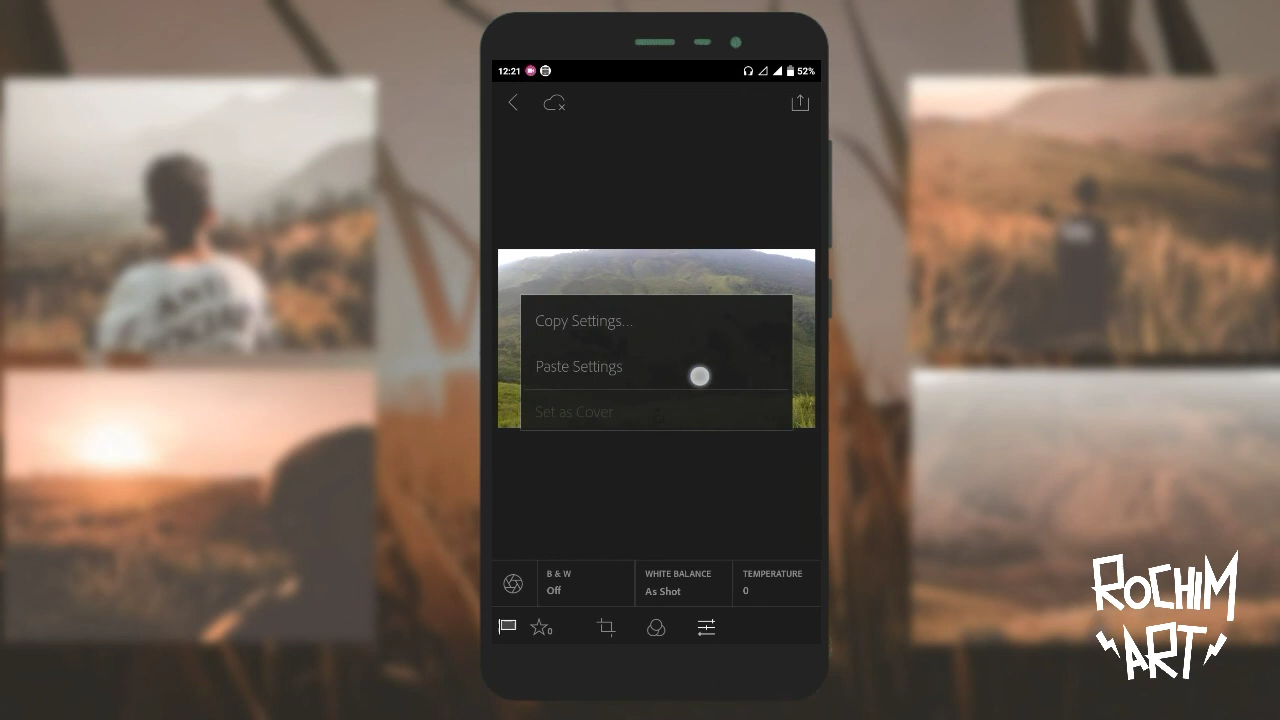 12:21
52%
Copy Settings...
Paste Settings
Set as Cover
B & W
Off
WHITE BALANCE
As Shot
TEMPERATURE
0
0
ROCHIM
ART